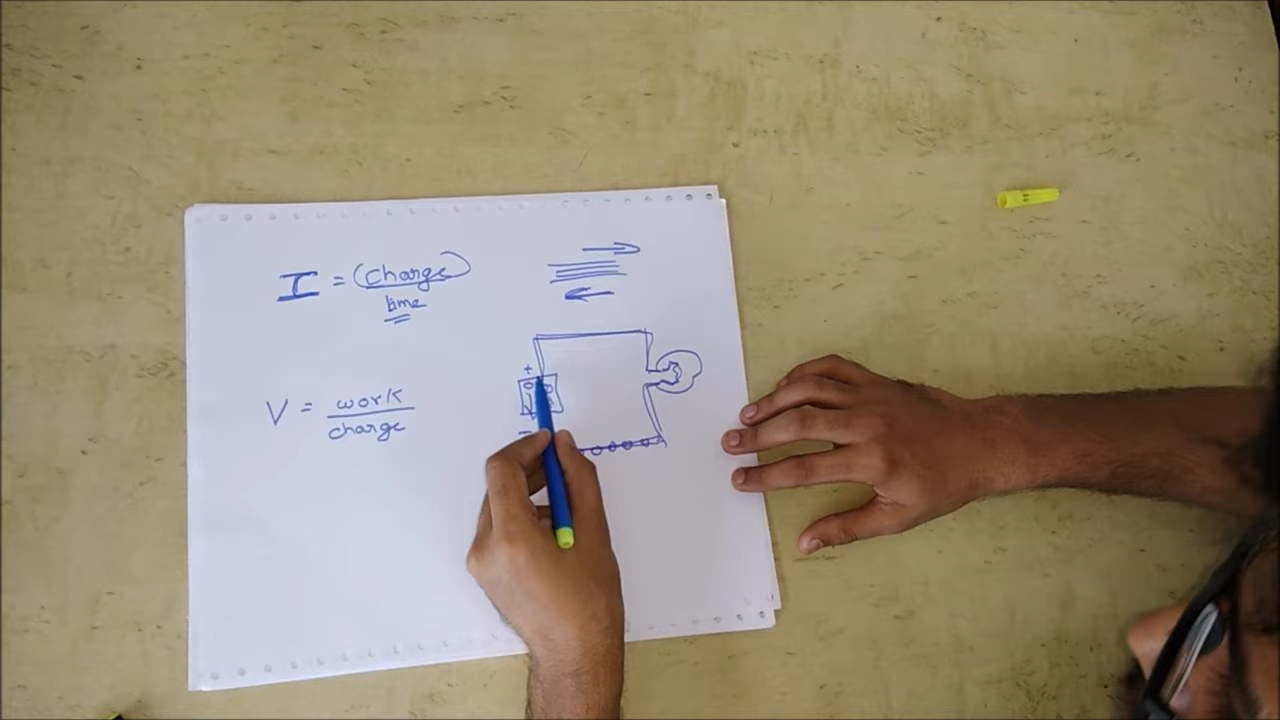 I = (charge)
time
V = work
charge
+
-